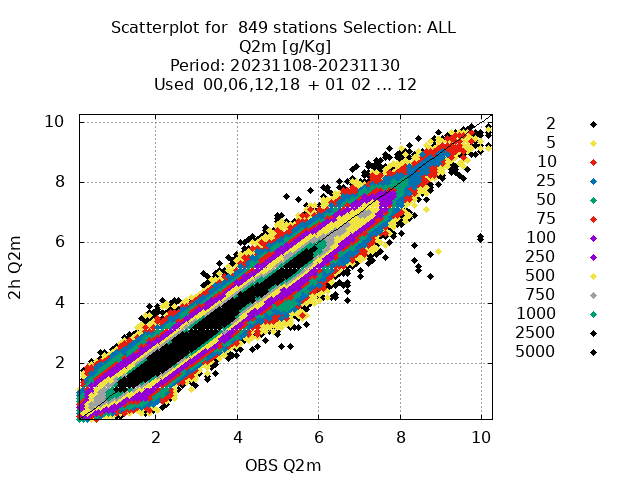 Scatterplot for  849 stations Selection: ALL
Q2m [g/Kg]
Period: 20231108-20231130
Used  00,06,12,18  + 01 02 ... 12
10
8
6
4
2
2h Q2m
2 4 6 8 10
OBS Q2m
2
5
10
25
50
75
100
250
500
750
1000
2500
5000